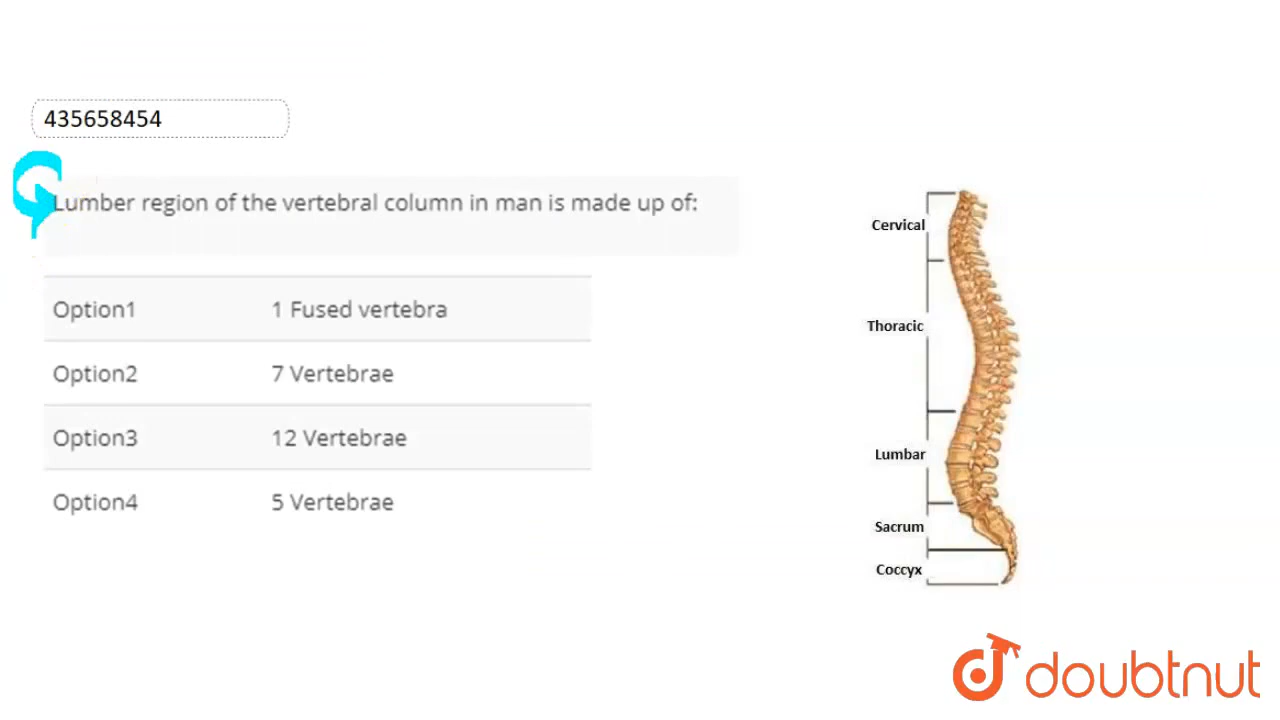 435658454
Lumber region of the vertebral column in man is made up of:
Option1 1 Fused vertebra
Option2 7 Vertebrae
Option3 12 Vertebrae
Option4 5 Vertebrae
Cervical
Thoracic
Lumbar
Sacrum
Coccyx
doubtnut